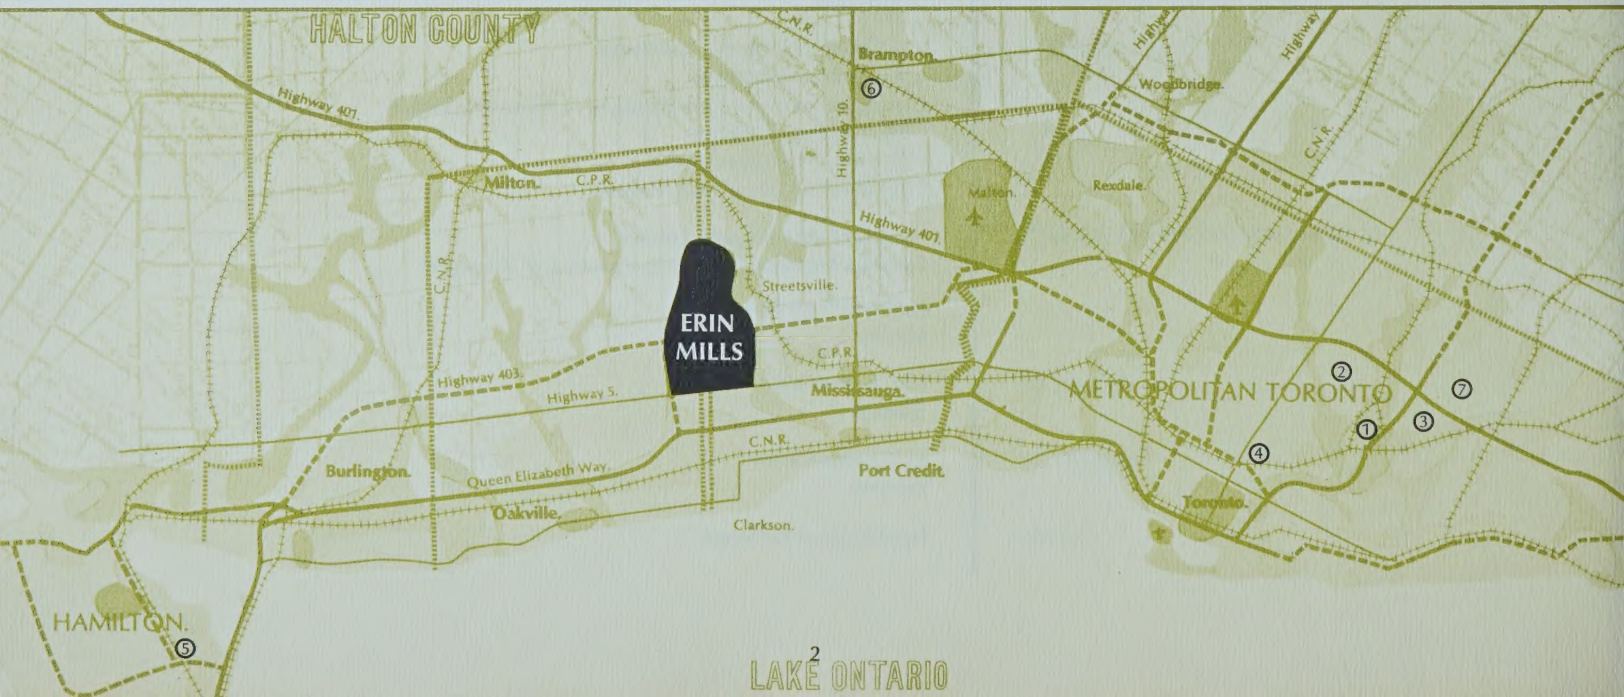 HALTON COUNTY
C.N.R.
Brampton.
Highway
Highway
Woodbridge.
Highway 401.
6
Highway 10.
C.N.R.
Milton.
C.P.R.
Malton.
Rexdale.
Highway 401.
C.N.R.
Streetsville.
ERIN
MILLS
C.P.R.
Highway 403.
Highway 5.
Mississauga.
METROPOLITAN TORONTO
2
7
3
1
4
C.N.R.
Burlington.
Queen Elizabeth Way.
Port Credit.
Oakville.
Toronto.
Clarkson.
HAMILTON.
5
2
LAKE ONTARIO